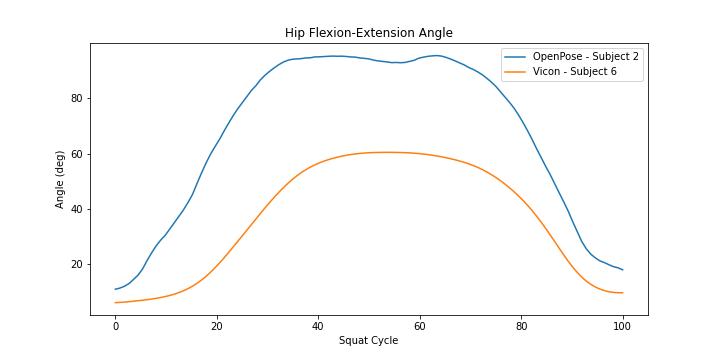 Hip Flexion-Extension Angle
OpenPose - Subject 2
Vicon - Subject 6
Angle (deg)
80
60
40
20
0 20 40 60 80 100
Squat Cycle